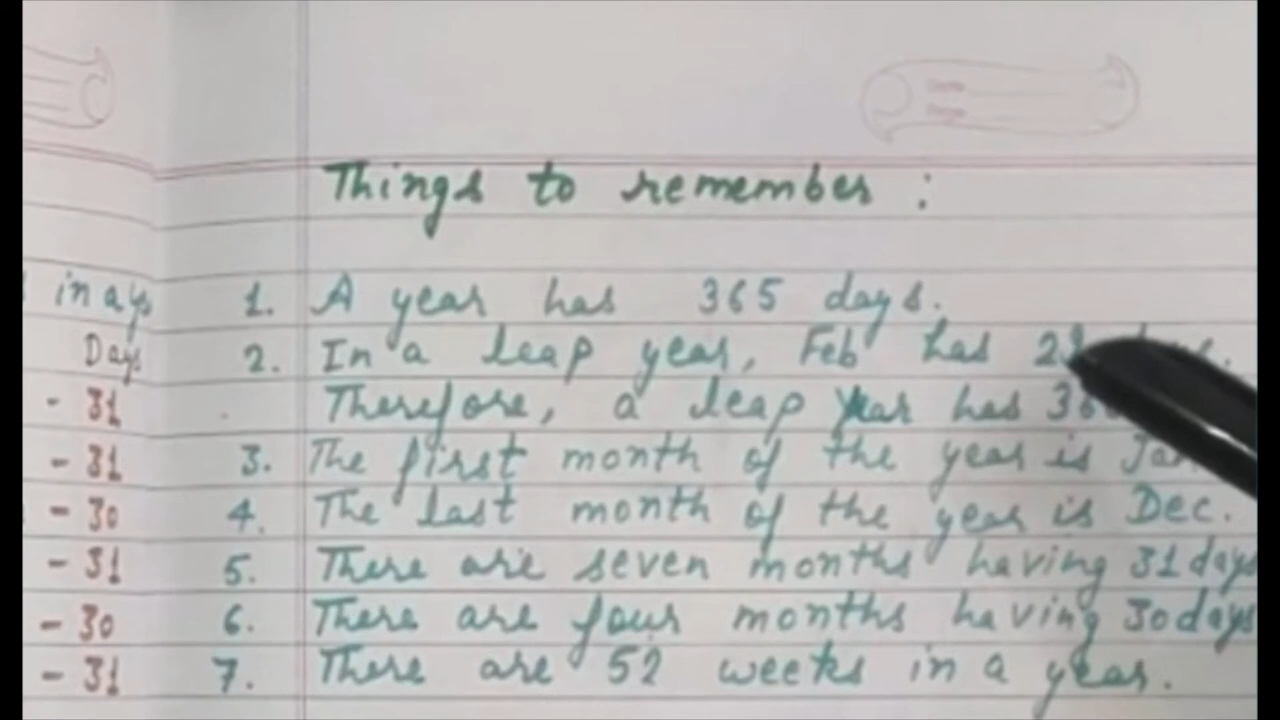 Things to remember :
in ays
1. A year has 365 days.
Day
2. In a leap year, Feb has
- 31
Therefore, a leap year has
- 31
3. The first month of the year is Jan
- 30
4. The last month of the year is Dec.
- 31
5. There are seven months having 31 days
- 30
6. There are four months having 30 days
- 31
7. There are 52 weeks in a year.